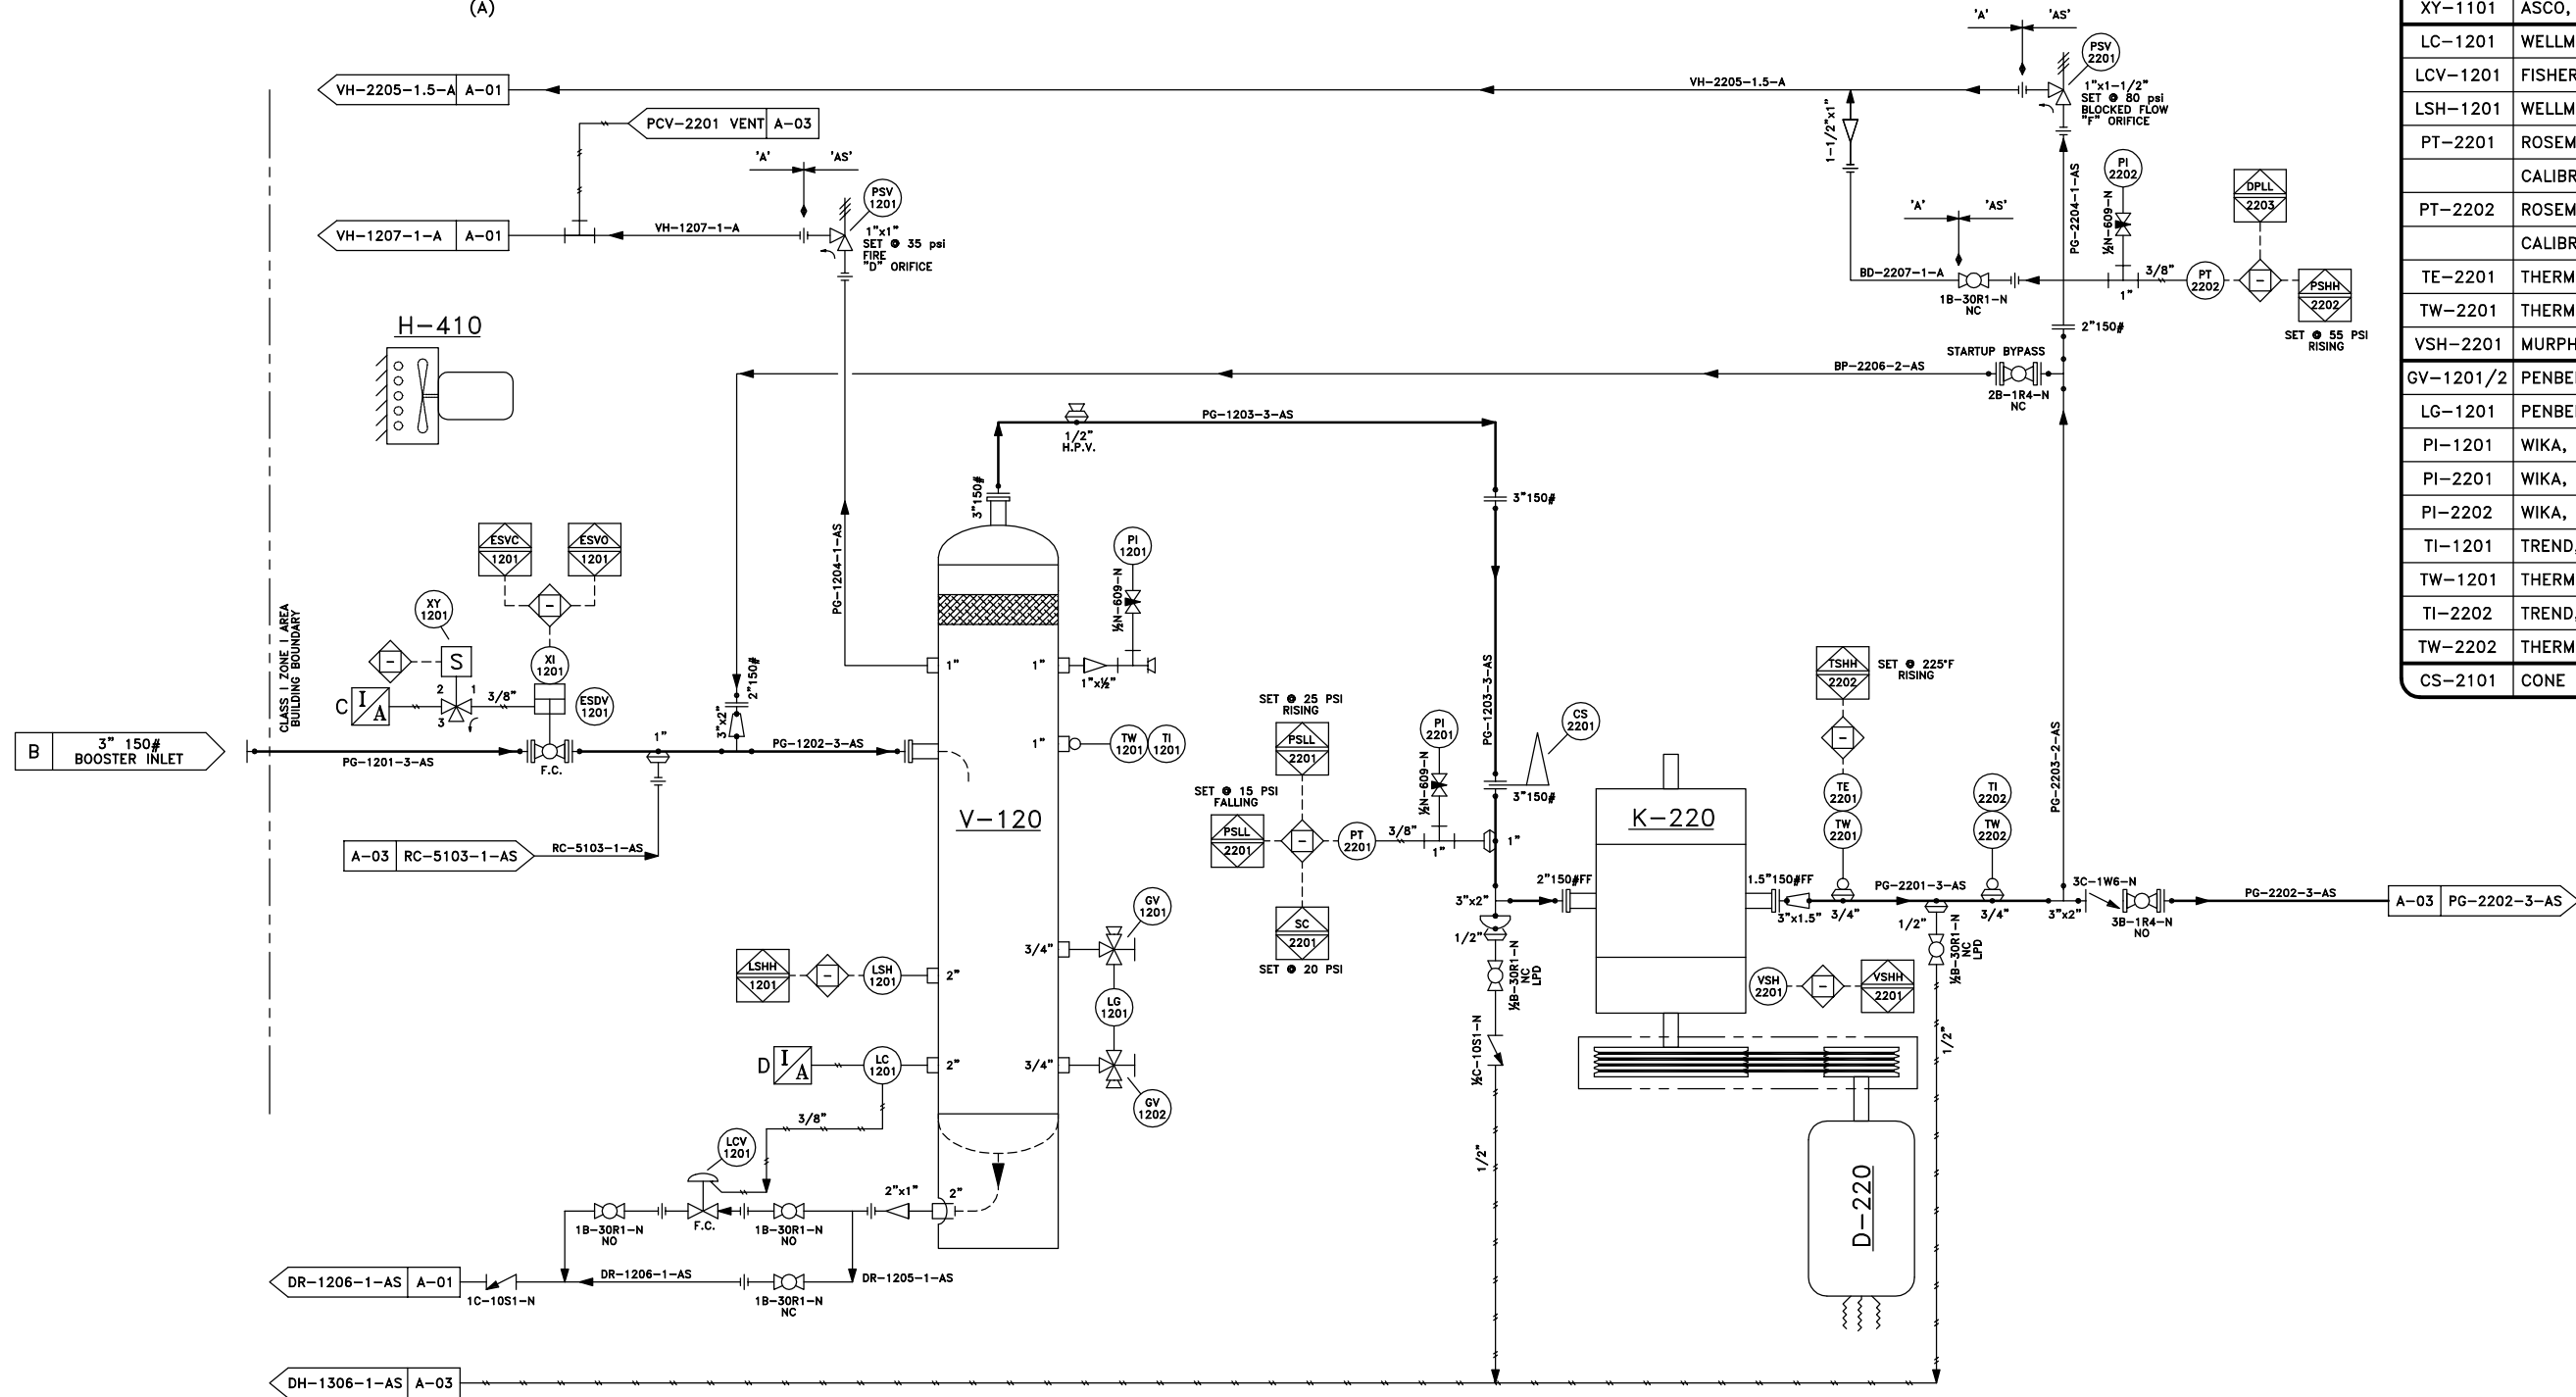 (A)
VH-2205-1.5-A A-01
VH-2205-1.5-A
PCV-2201 VENT A-03
VH-1207-1-A A-01
VH-1207-1-A
'A' 'AS'
PSV
1201
1"x1"
SET @ 35 psi
FIRE
"D" ORIFICE
'A' 'AS'
PSV
2201
1"x1-1/2"
SET @ 80 psi
BLOCKED FLOW
"F" ORIFICE
1-1/2"x1"
PG-2204-1-AS
PI
2202
½N-609-N
'A' 'AS'
BD-2207-1-A
1B-30R1-N
NC
1"
3/8"
PT
2202
DPLL
2203
PSHH
2202
SET @ 55 PSI
RISING
2"150#
STARTUP BYPASS
BP-2206-2-AS
2B-1R4-N
NC
H-410
PG-1203-3-AS
1/2"
H.P.V.
3"150#
3"150#
PG-1204-1-AS
PI
1201
½N-609-N
ESVC
1201
ESVO
1201
XY
1201
S
XI
1201
C I/A
2 1
3
3/8"
ESDV
1201
CLASS I ZONE I AREA
BUILDING BOUNDARY
B 3" 150#
BOOSTER INLET
PG-1201-3-AS
F.C.
1"
3"x2"
2"150#
PG-1202-3-AS
A-03 RC-5103-1-AS
RC-5103-1-AS
1"
1"
1"x½"
1"
TW
1201
TI
1201
V-120
PG-1203-3-AS
CS
2201
3"150#
SET @ 25 PSI
RISING
PSLL
2201
SET @ 15 PSI
FALLING
PSLL
2201
PT
2201
3/8"
PI
2201
½N-609-N
1"
1"
SC
2201
SET @ 20 PSI
K-220
2"150#FF
1.5"150#FF
3"x2"
TSHH
2202
SET @ 225°F
RISING
TE
2201
TW
2201
TI
2202
TW
2202
3"x1.5"
3/4"
PG-2201-3-AS
1/2"
3/4"
PG-2203-2-AS
3"x2"
3C-1W6-N
3B-1R4-N
NO
PG-2202-3-AS
A-03 PG-2202-3-AS
½B-30R1-N
NC
LPD
1/2"
1/2"
½B-30R1-N
NC
LPD
½C-10S1-N
1/2"
VSH
2201
VSHH
2201
D-220
GV
1201
3/4"
LG
1201
3/4"
GV
1202
LSHH
1201
LSH
1201
2"
D I/A
LC
1201
2"
3/8"
LCV
1201
F.C.
2"x1"
2"
1B-30R1-N
NO
1B-30R1-N
NO
DR-1206-1-AS A-01
1C-10S1-N
DR-1206-1-AS
1B-30R1-N
NC
DR-1205-1-AS
DH-1306-1-AS A-03
XY-1101 ASCO,
LC-1201 WELLM
LCV-1201 FISHER
LSH-1201 WELLM
PT-2201 ROSEM
CALIBR
PT-2202 ROSEM
CALIBR
TE-2201 THERM
TW-2201 THERM
VSH-2201 MURPH
GV-1201/2 PENBE
LG-1201 PENBE
PI-1201 WIKA,
PI-2201 WIKA,
PI-2202 WIKA,
TI-1201 TREND,
TW-1201 THERM
TI-2202 TREND,
TW-2202 THERM
CS-2101 CONE